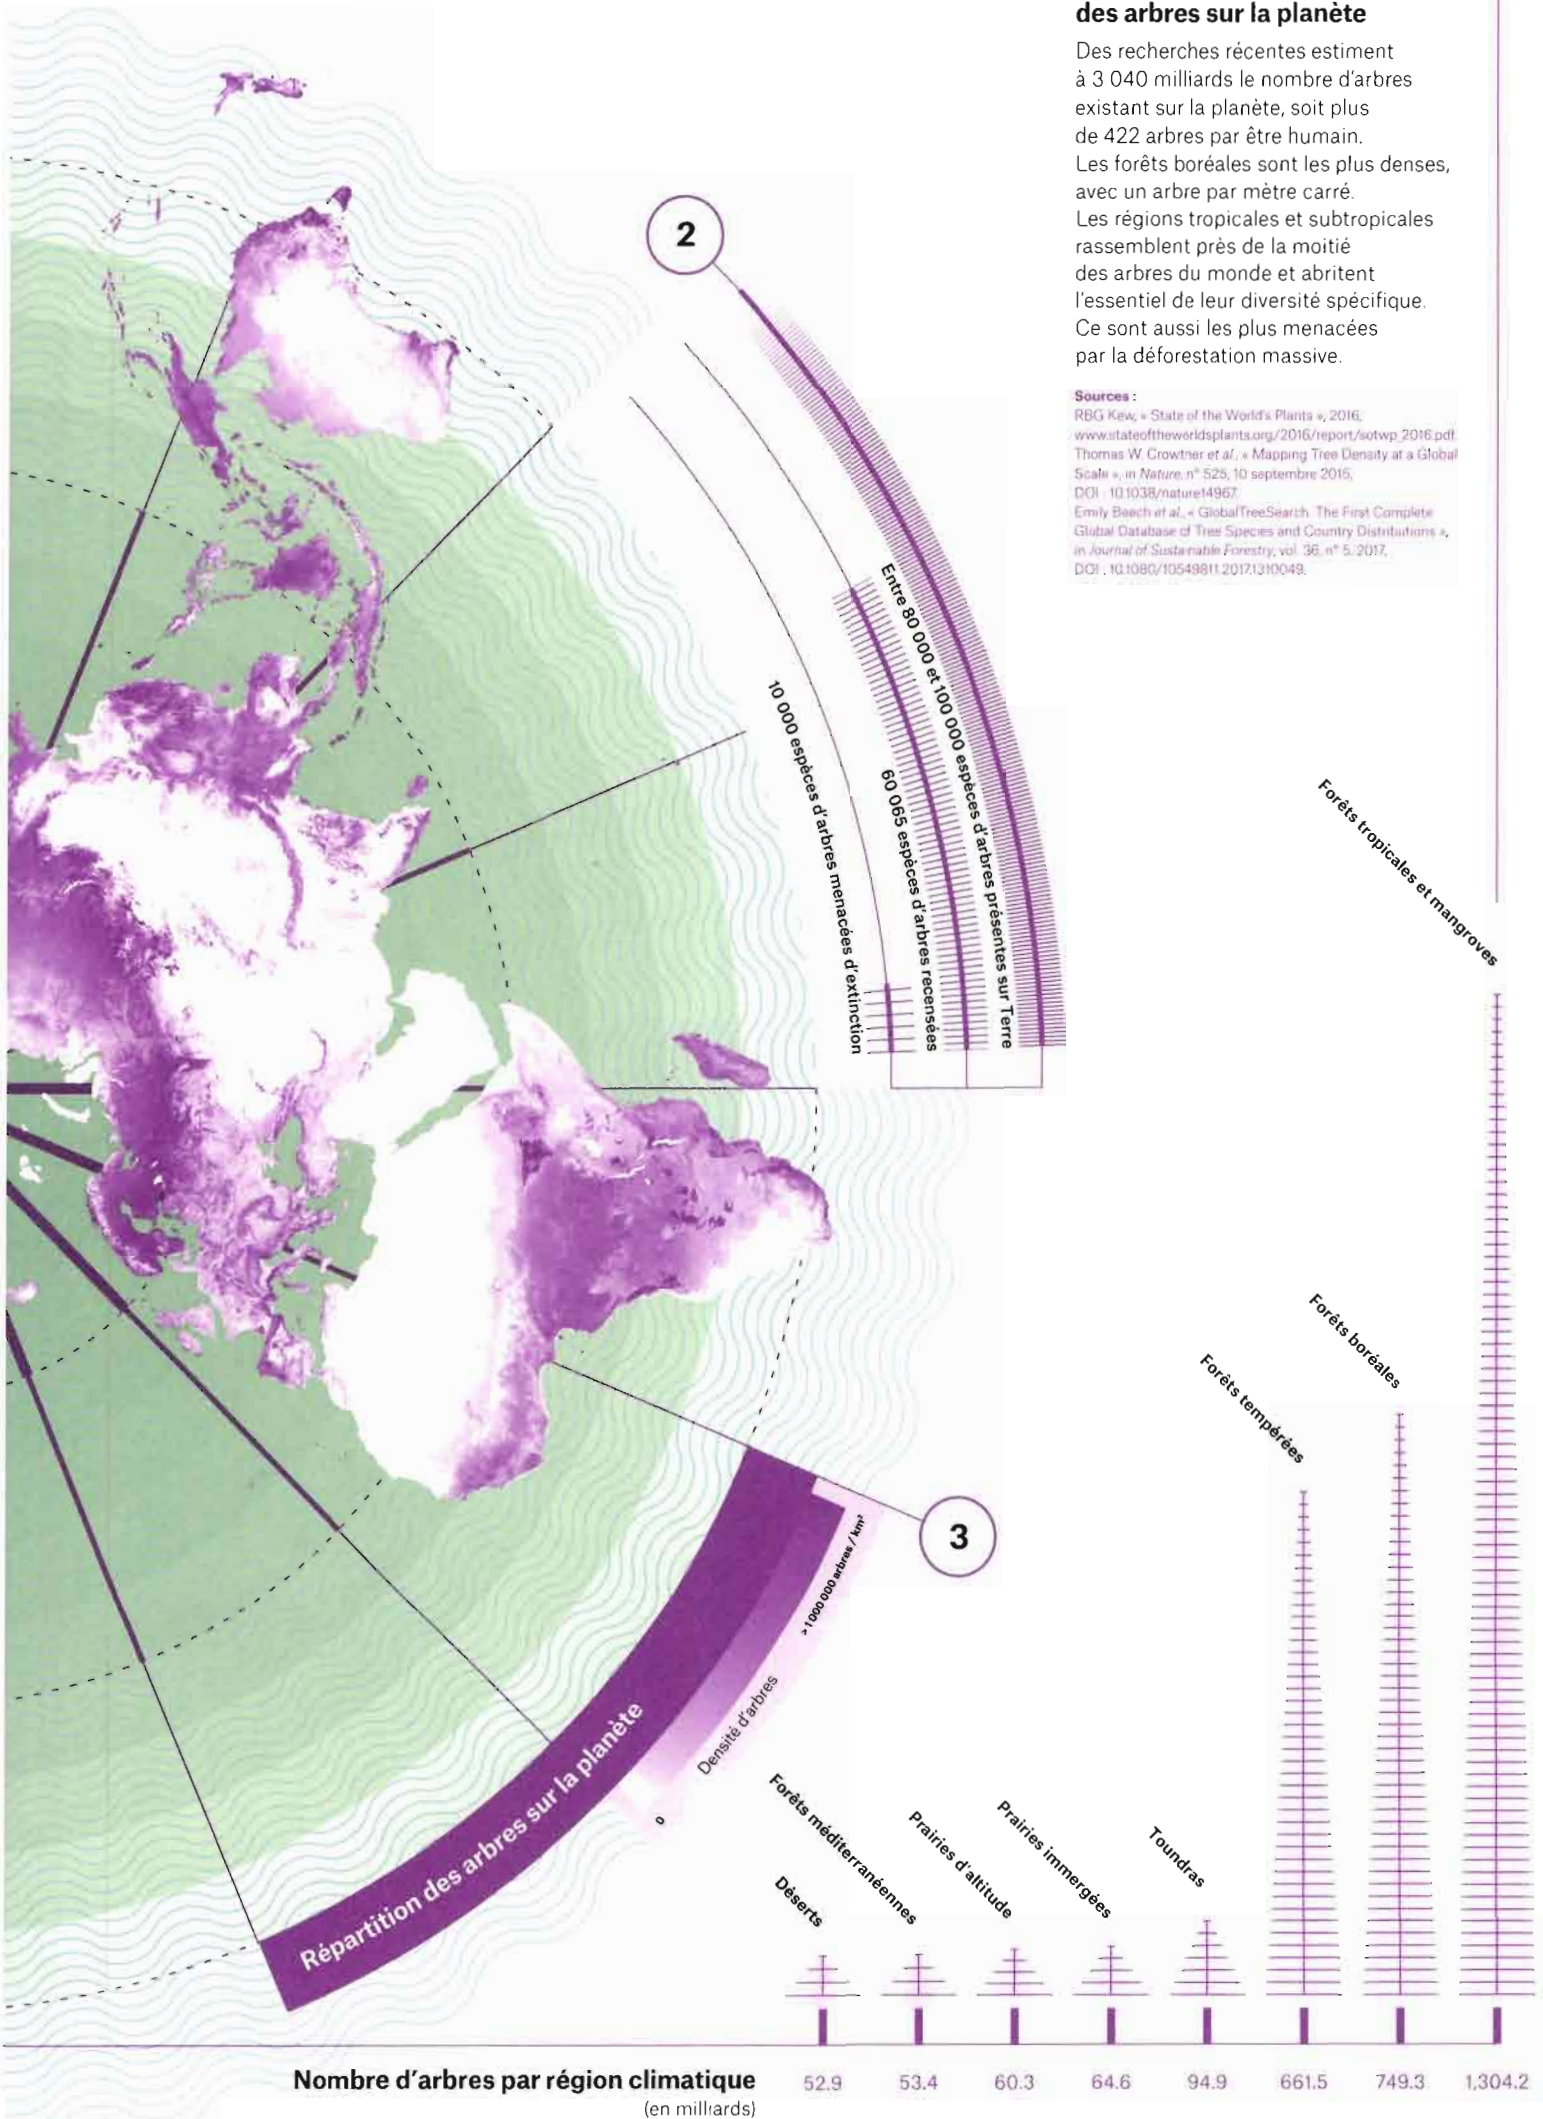 des arbres sur la planète
Des recherches récentes estiment
à 3 040 milliards le nombre d'arbres
existant sur la planète, soit plus
de 422 arbres par être humain.
Les forêts boréales sont les plus denses,
avec un arbre par mètre carré.
Les régions tropicales et subtropicales
rassemblent près de la moitié
des arbres du monde et abritent
l'essentiel de leur diversité spécifique.
Ce sont aussi les plus menacées
par la déforestation massive.
Sources :
RBG Kew, « State of the World's Plants », 2016,
www.stateoftheworldsplants.org/2016/report/sotwp_2016.pdf
Thomas W. Crowtner et al., « Mapping Tree Density at a Global
Scale », in Nature, n° 525, 10 septembre 2015,
DOI : 10.1038/nature14967.
Emily Beech et al., « GlobalTreeSearch. The First Complete
Global Database of Tree Species and Country Distributions »,
in Journal of Sustainable Forestry, vol. 36, n° 5, 2017,
DOI : 10.1080/10549811.2017.1310049.
2
Entre 80 000 et 100 000 espèces d'arbres présentes sur Terre
60 065 espèces d'arbres recensées
10 000 espèces d'arbres menacées d'extinction
3
>1 000 000 arbres / km²
Densité d'arbres
0
Répartition des arbres sur la planète
Déserts
Forêts méditerranéennes
Prairies d'altitude
Prairies immergées
Toundras
Forêts tempérées
Forêts boréales
Forêts tropicales et mangroves
Nombre d'arbres par région climatique
(en milliards)
52.9 53.4 60.3 64.6 94.9 661.5 749.3 1,304.2